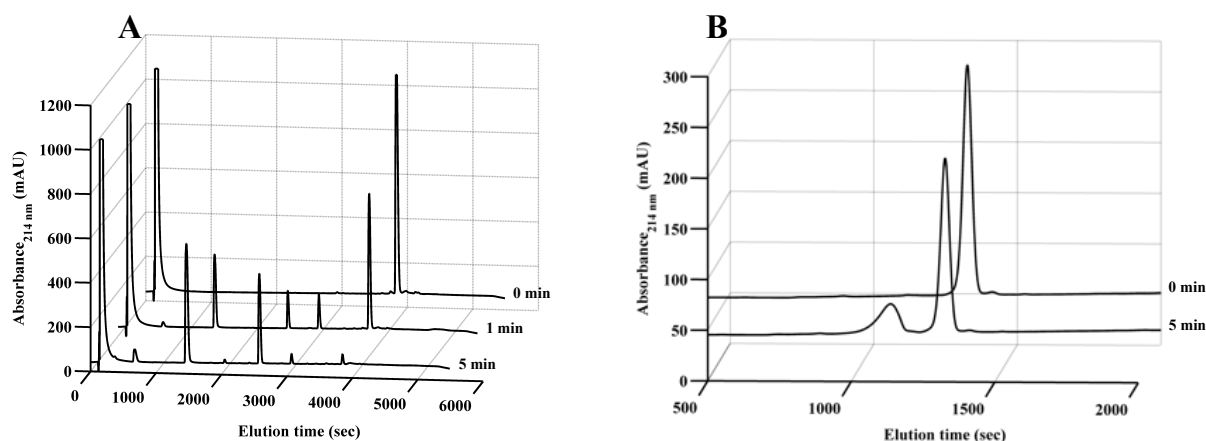 A
1200
1000
800
600
400
200
0
Absorbance214 nm (mAU)
0 min
1 min
5 min
0 1000 2000 3000 4000 5000 6000
Elution time (sec)
B
300
250
200
150
100
50
0
Absorbance214 nm (mAU)
0 min
5 min
500 1000 1500 2000
Elution time (sec)